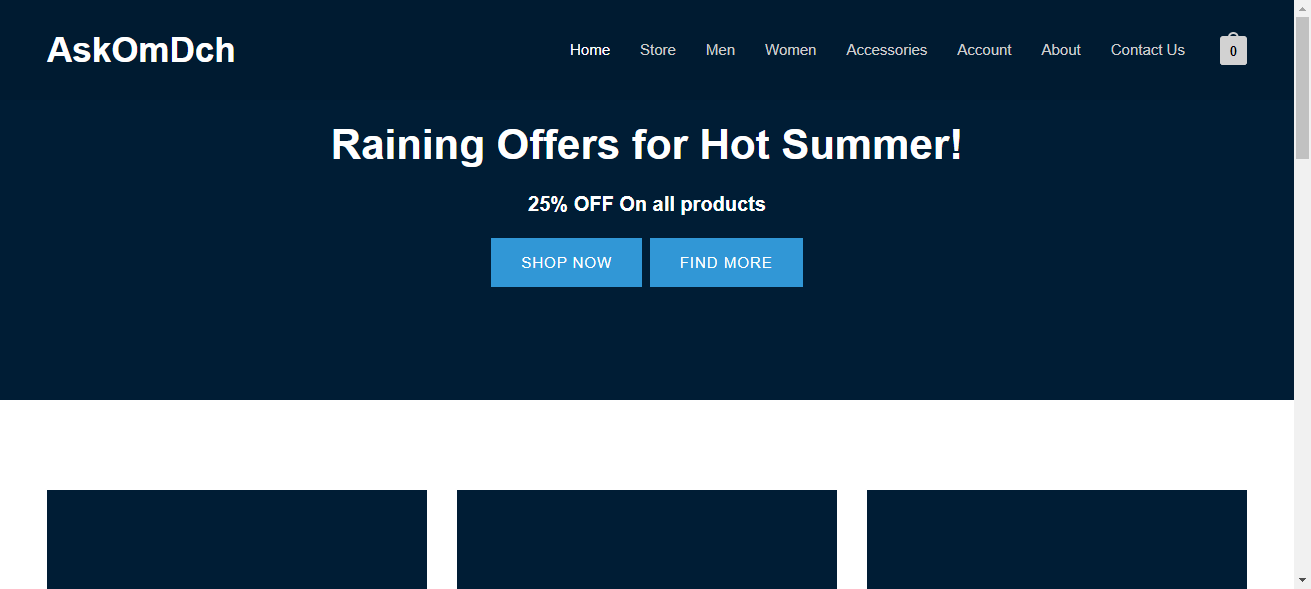 AskOmDch
Home Store Men Women Accessories Account About Contact Us 0
Raining Offers for Hot Summer!
25% OFF On all products
SHOP NOW FIND MORE